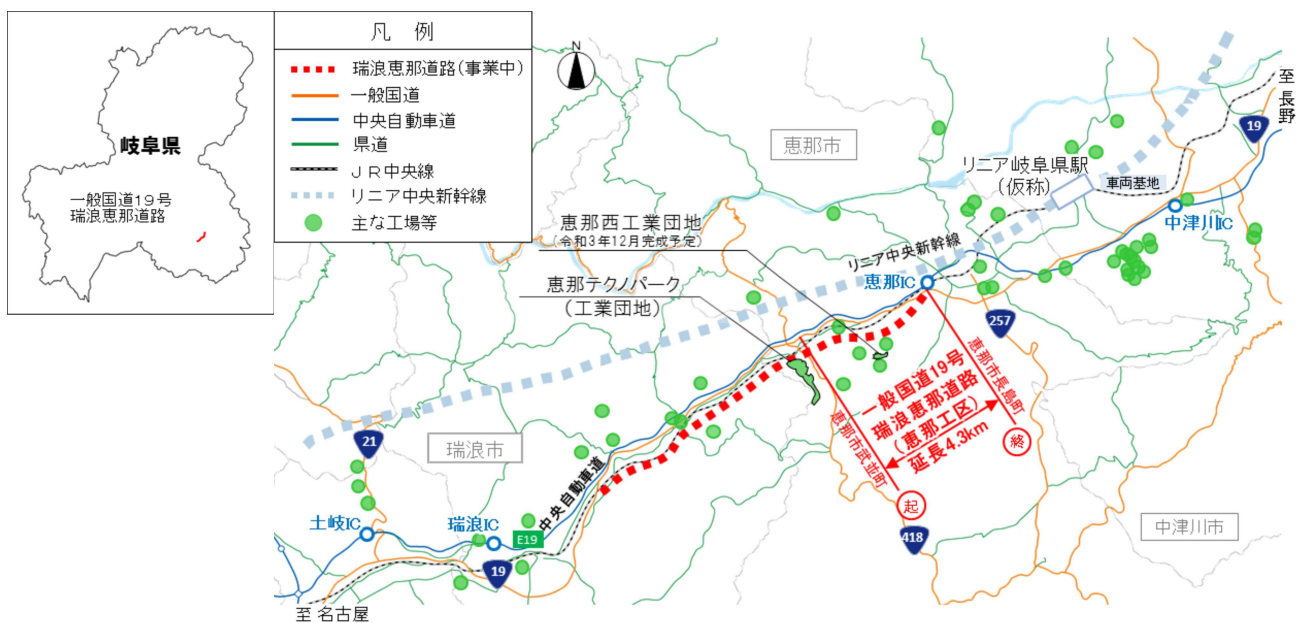 岐阜県
一般国道19号
瑞浪恵那道路
凡 例
瑞浪恵那道路(事業中)
一般国道
中央自動車道
県道
JR中央線
リニア中央新幹線
主な工場等
N
至 長野
19
恵那市
リニア岐阜県駅
(仮称)
車両基地
中津川IC
恵那西工業団地
(令和3年12月完成予定)
リニア中央新幹線
恵那テクノパーク
(工業団地)
恵那IC
257
恵那市長島町
一般国道19号
瑞浪恵那道路
(恵那工区)
延長4.3km
恵那市武並町
終
起
418
中津川市
21
瑞浪市
中央自動車道
土岐IC
瑞浪IC
E19
19
至 名古屋